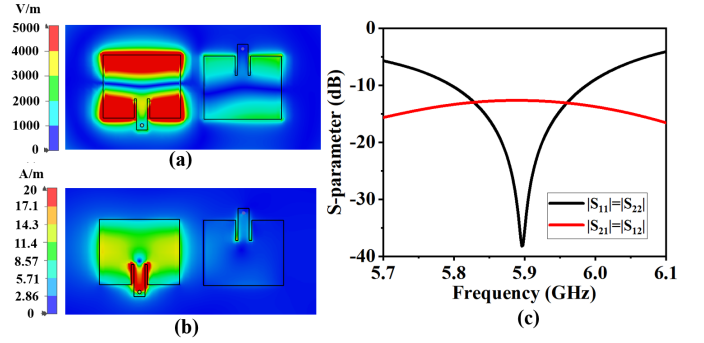 V/m
5000
4000
3000
2000
1000
0
(a)
A/m
20
17.1
14.3
11.4
8.57
5.71
2.86
0
(b)
0
-10
-20
-30
-40
S-parameter (dB)
|S11|=|S22|
|S21|=|S12|
5.7 5.8 5.9 6.0 6.1
Frequency (GHz)
(c)